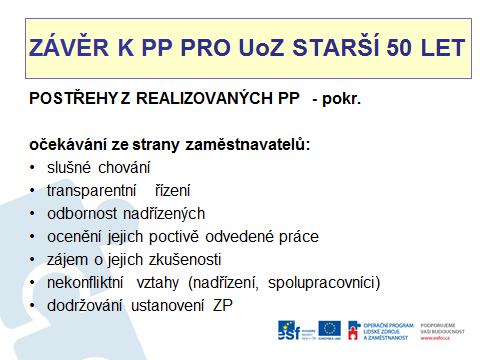 ZÁVĚR K PP PRO UoZ STARŠÍ 50 LET
POSTŘEHY Z REALIZOVANÝCH PP - pokr.
očekávání ze strany zaměstnavatelů:
• slušné chování
• transparentní řízení
• odbornost nadřízených
• ocenění jejich poctivě odvedené práce
• zájem o jejich zkušenosti
• nekonfliktní vztahy (nadřízení, spolupracovníci)
• dodržování ustanovení ZP
esf
OPERAČNÍ PROGRAM
LIDSKÉ ZDROJE
A ZAMĚSTNANOST
PODPORUJEME
VAŠI BUDOUCNOST
www.esfcr.cz